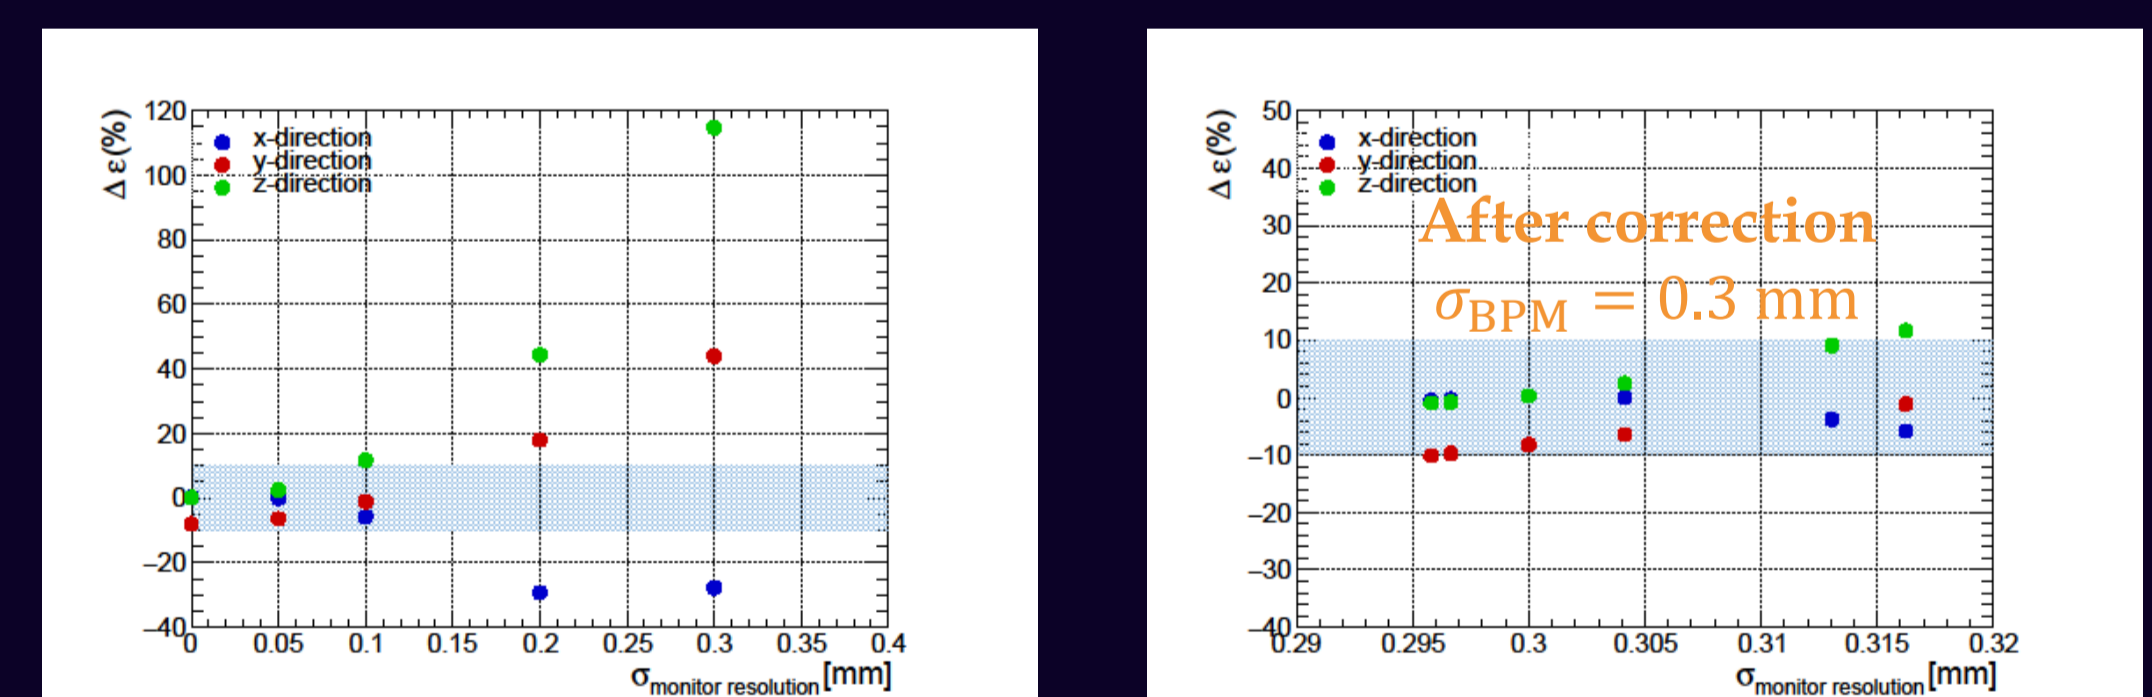 Δ ε(%)
120
100
80
60
40
20
0
−20
−40
x-direction
y-direction
z-direction
0 0.05 0.1 0.15 0.2 0.25 0.3 0.35 0.4
σmonitor resolution [mm]
Δ ε(%)
50
40
30
20
10
0
−10
−20
−30
−40
x-direction
y-direction
z-direction
After correction
σBPM = 0.3 mm
0.29 0.295 0.3 0.305 0.31 0.315 0.32
σmonitor resolution [mm]